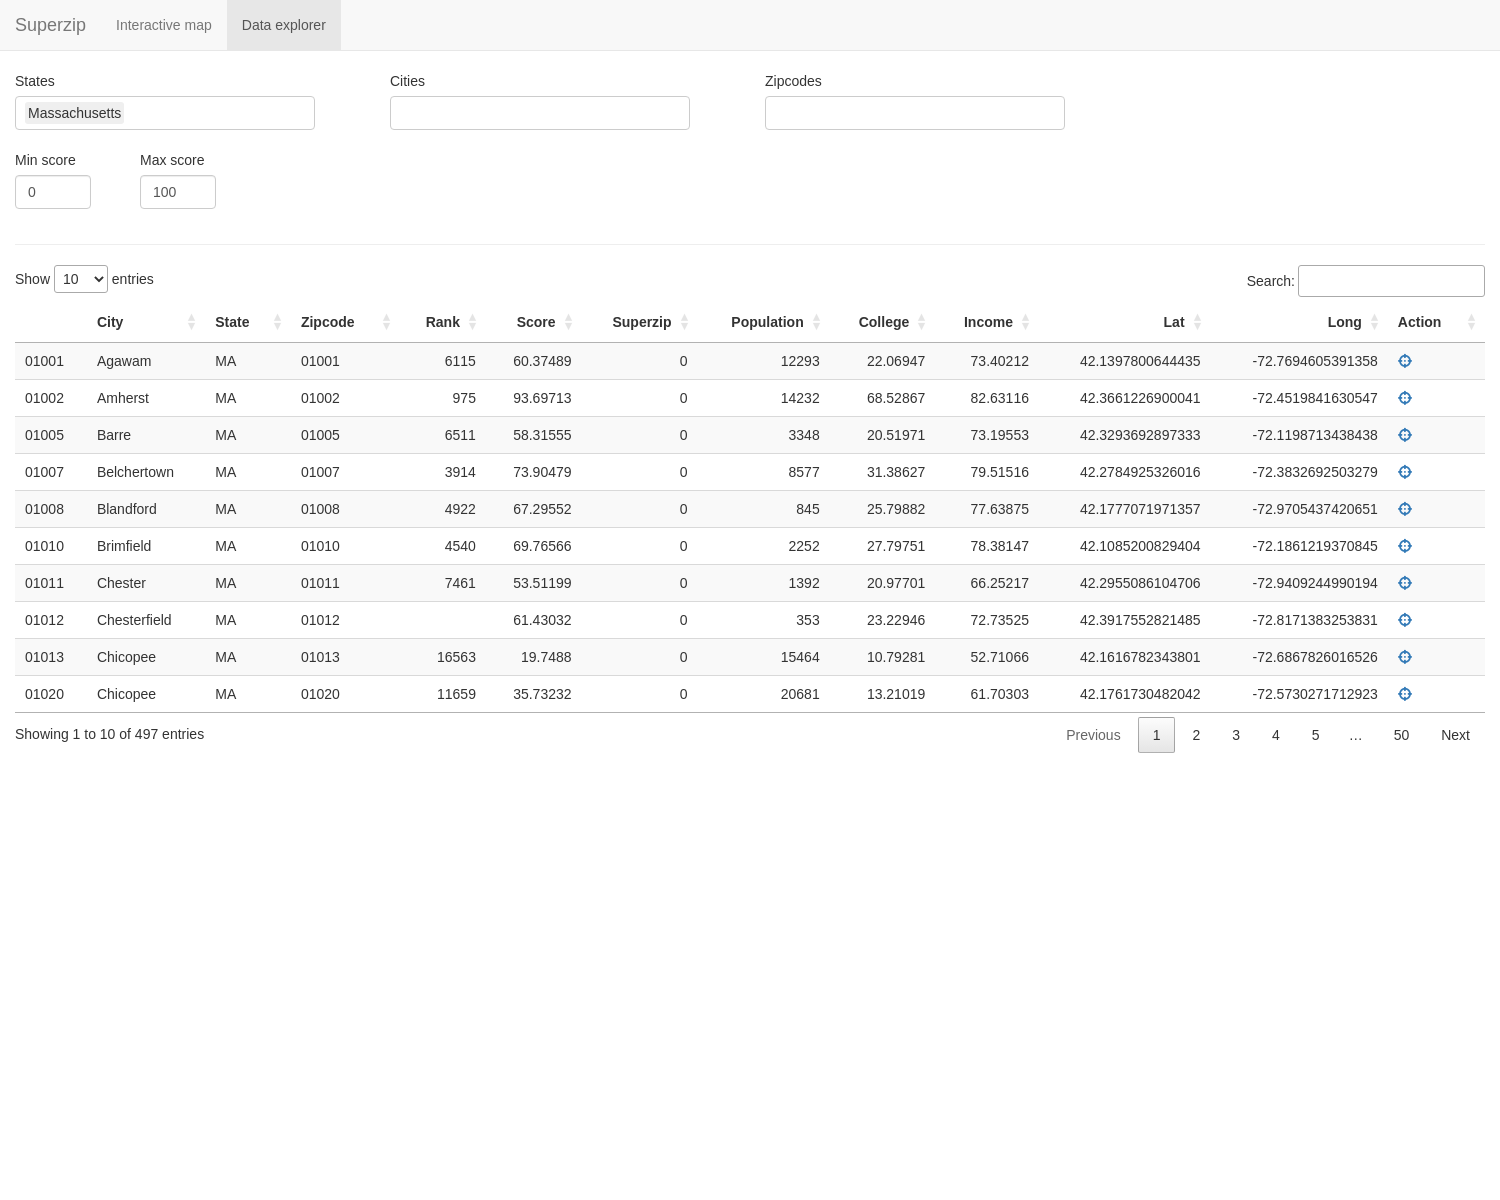 Superzip Interactive map Data explorer
States Cities Zipcodes
Massachusetts
Min score Max score
0 100
Show 10 entries Search:
City State Zipcode Rank Score Superzip Population College Income Lat Long Action
01001 Agawam MA 01001 6115 60.37489 0 12293 22.06947 73.40212 42.1397800644435 -72.7694605391358
01002 Amherst MA 01002 975 93.69713 0 14232 68.52867 82.63116 42.3661226900041 -72.4519841630547
01005 Barre MA 01005 6511 58.31555 0 3348 20.51971 73.19553 42.3293692897333 -72.1198713438438
01007 Belchertown MA 01007 3914 73.90479 0 8577 31.38627 79.51516 42.2784925326016 -72.3832692503279
01008 Blandford MA 01008 4922 67.29552 0 845 25.79882 77.63875 42.1777071971357 -72.9705437420651
01010 Brimfield MA 01010 4540 69.76566 0 2252 27.79751 78.38147 42.1085200829404 -72.1861219370845
01011 Chester MA 01011 7461 53.51199 0 1392 20.97701 66.25217 42.2955086104706 -72.9409244990194
01012 Chesterfield MA 01012 61.43032 0 353 23.22946 72.73525 42.3917552821485 -72.8171383253831
01013 Chicopee MA 01013 16563 19.7488 0 15464 10.79281 52.71066 42.1616782343801 -72.6867826016526
01020 Chicopee MA 01020 11659 35.73232 0 20681 13.21019 61.70303 42.1761730482042 -72.5730271712923
Showing 1 to 10 of 497 entries Previous 1 2 3 4 5 … 50 Next